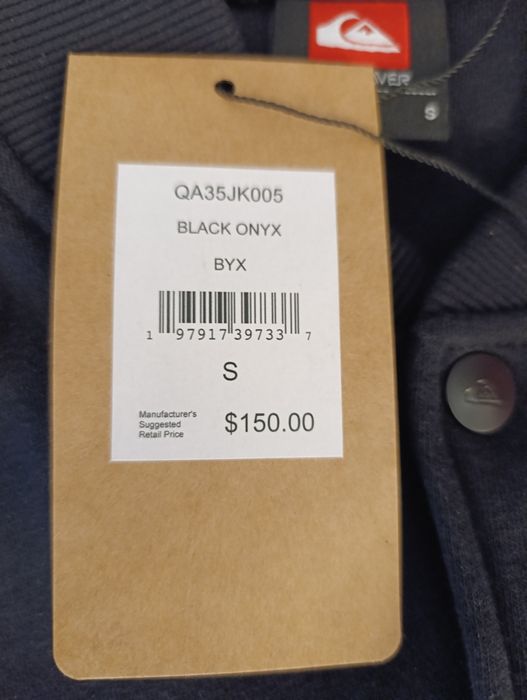 S
QA35JK005
BLACK ONYX
BYX
1 97917 39733 7
S
Manufacturer's
Suggested
Retail Price
$150.00